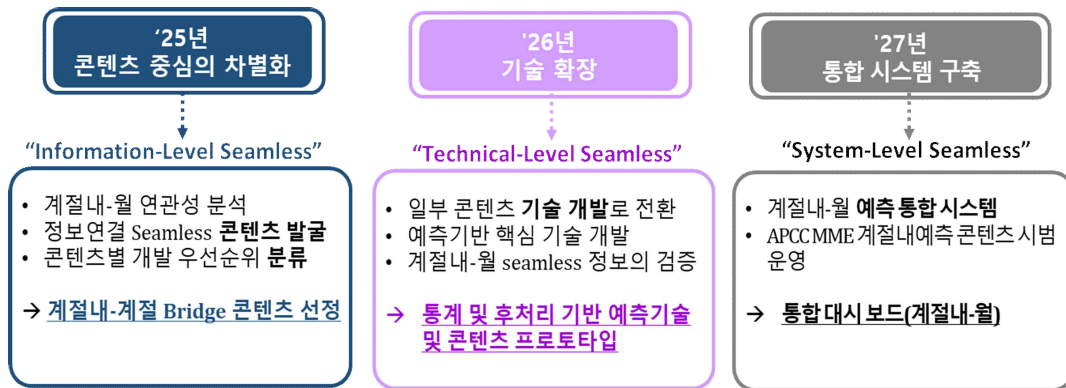 ‘25년
콘텐츠 중심의 차별화
“Information-Level Seamless”
• 계절내-월 연관성 분석
• 정보연결 Seamless 콘텐츠 발굴
• 콘텐츠별 개발 우선순위 분류
→ 계절내-계절 Bridge 콘텐츠 선정
'26년
기술 확장
“Technical-Level Seamless”
• 일부 콘텐츠 기술 개발로 전환
• 예측기반 핵심 기술 개발
• 계절내-월 seamless 정보의 검증
→ 통계 및 후처리 기반 예측기술
및 콘텐츠 프로토타입
'27년
통합 시스템 구축
“System-Level Seamless”
• 계절내-월 예측 통합 시스템
• APCC MME 계절내예측 콘텐츠 시범
운영
→ 통합 대시 보드(계절내-월)